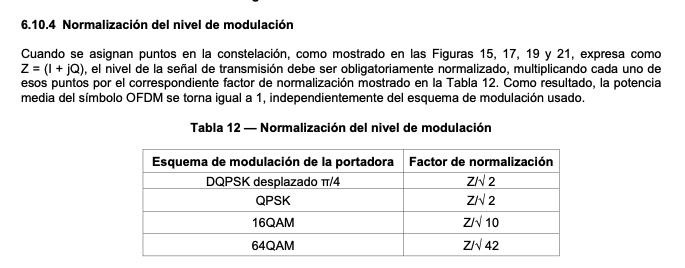 6.10.4 Normalización del nivel de modulación
Cuando se asignan puntos en la constelación, como mostrado en las Figuras 15, 17, 19 y 21, expresa como
Z = (I + jQ), el nivel de la señal de transmisión debe ser obligatoriamente normalizado, multiplicando cada uno de
esos puntos por el correspondiente factor de normalización mostrado en la Tabla 12. Como resultado, la potencia
media del símbolo OFDM se torna igual a 1, independientemente del esquema de modulación usado.
Tabla 12 — Normalización del nivel de modulación
Esquema de modulación de la portadora Factor de normalización
DQPSK desplazado π/4 Z/√ 2
QPSK Z/√ 2
16QAM Z/√ 10
64QAM Z/√ 42